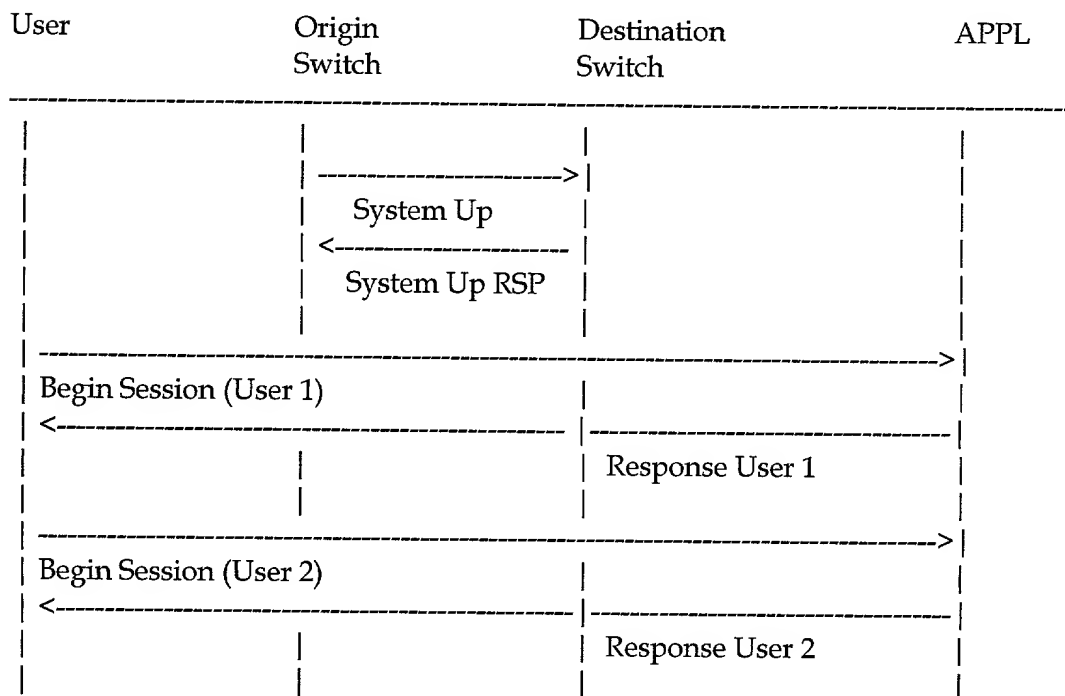 User Origin Switch Destination Switch APPL
System Up
System Up RSP
Begin Session (User 1)
Response User 1
Begin Session (User 2)
Response User 2